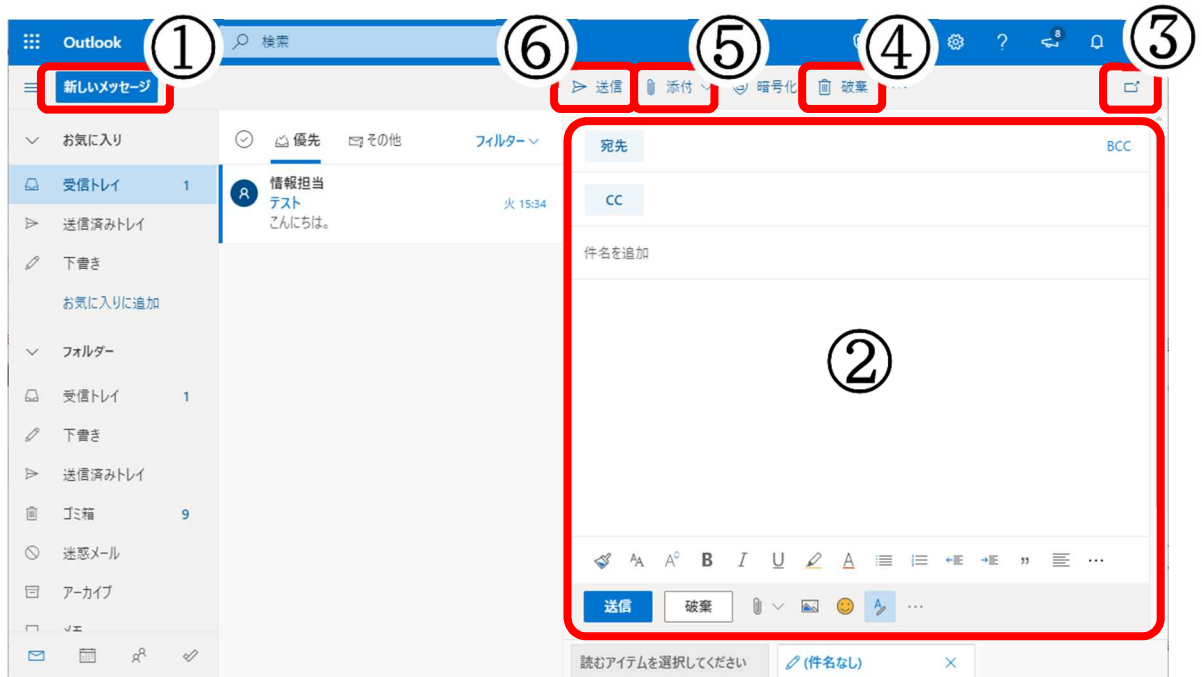 Outlook
①
検索
⑥
⑤
④
?
8
③
新しいメッセージ
送信
添付
暗号化
破棄
...
お気に入り
優先
その他
フィルター
宛先
BCC
受信トレイ 1
情報担当
テスト
火 15:34
こんにちは。
CC
送信済みトレイ
下書き
件名を追加
お気に入りに追加
フォルダー
②
受信トレイ 1
下書き
送信済みトレイ
ゴミ箱 9
迷惑メール
B I U A
...
アーカイブ
送信
破棄
...
メモ
読むアイテムを選択してください
(件名なし)